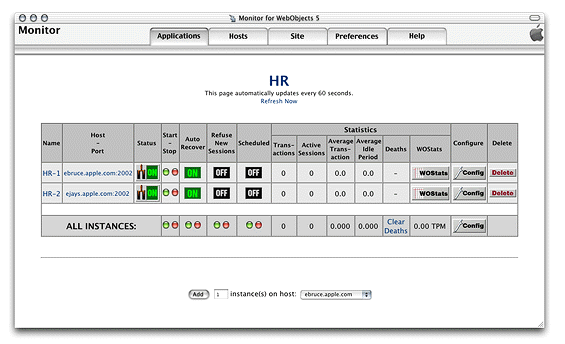 Monitor for WebObjects 5
Monitor
Applications Hosts Site Preferences Help
HR
This page automatically updates every 60 seconds.
Refresh Now
Name Host - Port Status Start - Stop Auto Recover Refuse New Sessions Scheduled Statistics Configure Delete
Trans- actions Active Sessions Average Trans- action Average Idle Period Deaths WOStats
HR-1 ebruce.apple.com:2002 ON ON OFF OFF 0 0 0.0 0.0 - WOStats Config Delete
HR-2 ejays.apple.com:2002 ON ON OFF OFF 0 0 0.0 0.0 - WOStats Config Delete
ALL INSTANCES: 0 0 0.000 0.000 Clear Deaths 0.00 TPM Config
Add 1 instance(s) on host: ebruce.apple.com